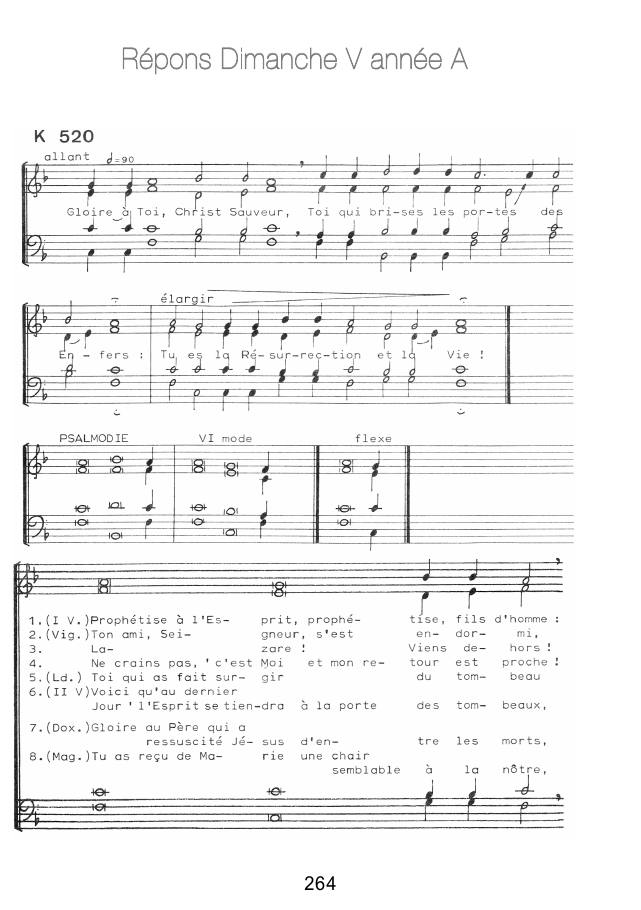 Répons Dimanche V année A
K 520
allant 𝅗𝅥=90
Gloire à Toi, Christ Sauveur, Toi qui bri-ses les por-tes des
élargir
En - fers : Tu es la Ré-sur-rec-tion et la Vie !
PSALMODIE VI mode flexe
1.(I V.)Prophétise à l'Es- prit, prophé- tise, fils d'homme :
2.(Vig.)Ton ami, Sei- gneur, s'est en- dor- mi,
3. La- zare ! Viens de- hors !
4. Ne crains pas, 'c'est Moi et mon re- tour est proche !
5.(Ld.) Toi qui as fait sur- gir du tom- beau
6.(II V)Voici qu'au dernier
Jour 'l'Esprit se tien-dra à la porte des tom- beaux,
7.(Dox.)Gloire au Père qui a
ressuscité Jé- sus d'en- tre les morts,
8.(Mag.)Tu as reçu de Ma- rie une chair
semblable à la nôtre,
264